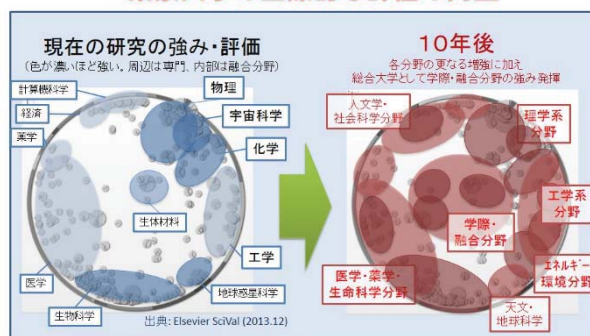 現在の研究の強み・評価
(色が濃いほど強い。周辺は専門、内部は融合分野)
計算機科学
経済
薬学
物理
宇宙科学
化学
生体材料
工学
医学
生物科学
地球惑星科学
出典: Elsevier SciVal (2013.12)
10年後
各分野の更なる増強に加え
総合大学として学際・融合分野の強み発揮
人文学・
社会科学分野
理学系
分野
工学系
分野
学際・
融合分野
医学・薬学・
生命科学分野
エネルギー
環境分野
天文・
地球科学